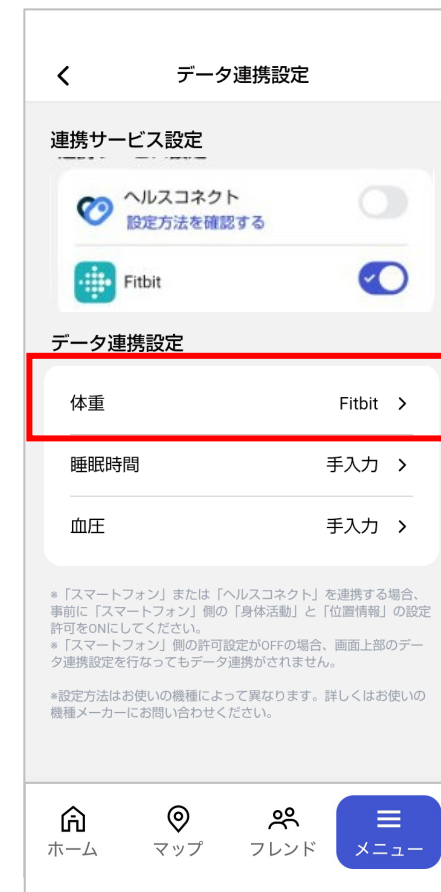 データ連携設定
連携サービス設定
ヘルスコネクト
設定方法を確認する
Fitbit
データ連携設定
体重 Fitbit
睡眠時間 手入力
血圧 手入力
※「スマートフォン」または「ヘルスコネクト」を連携する場合、
事前に「スマートフォン」側の「身体活動」と「位置情報」の設定
許可をONにしてください。
※「スマートフォン」側の許可設定がOFFの場合、画面上部のデー
タ連携設定を行なってもデータ連携がされません。
※設定方法はお使いの機種によって異なります。詳しくはお使いの
機種メーカーにお問い合わせください。
ホーム マップ フレンド メニュー